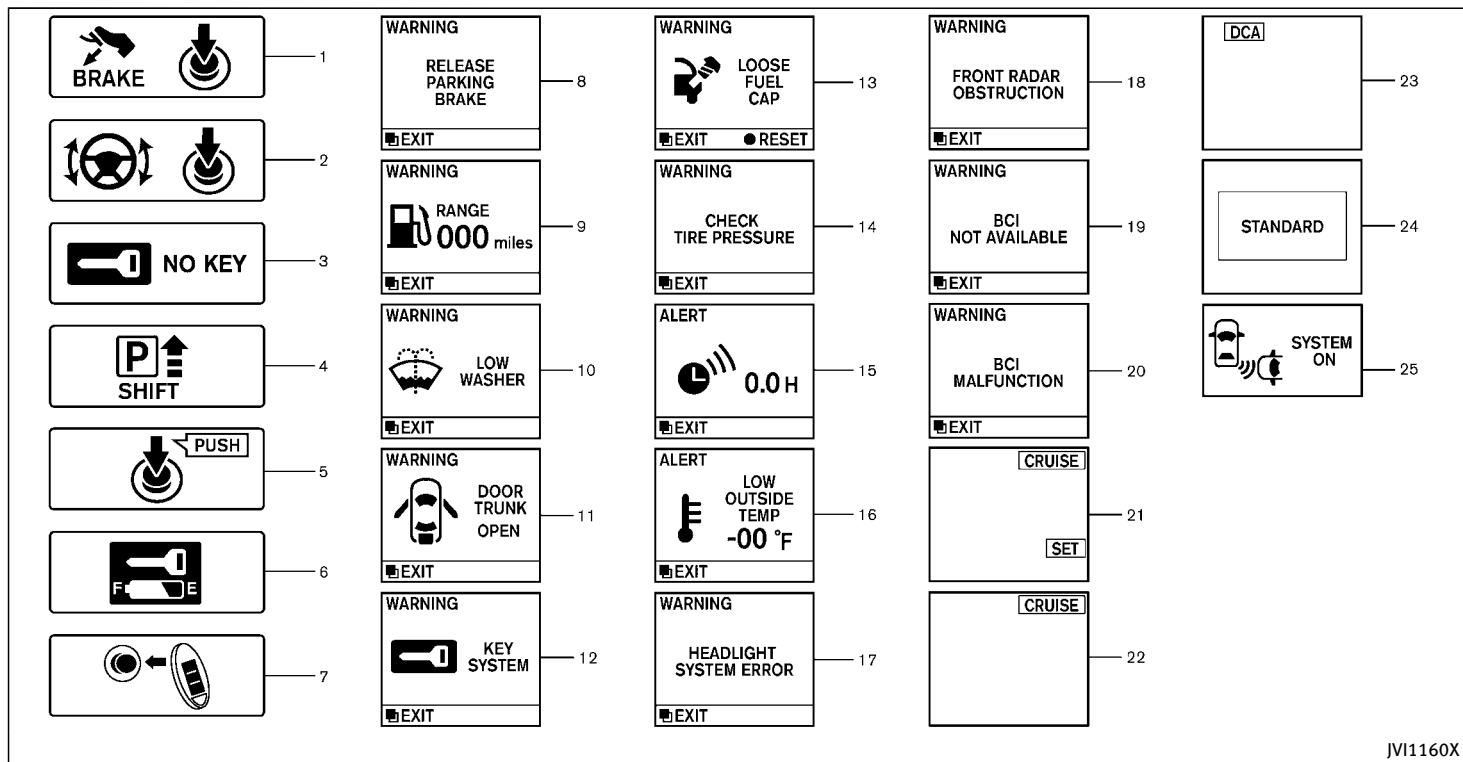 BRAKE
1
2
NO KEY
3
P
SHIFT
4
PUSH
5
F E
6
7
WARNING
RELEASE
PARKING
BRAKE
EXIT
8
WARNING
RANGE
000 miles
EXIT
9
WARNING
LOW
WASHER
EXIT
10
WARNING
DOOR
TRUNK
OPEN
EXIT
11
WARNING
KEY
SYSTEM
EXIT
12
WARNING
LOOSE
FUEL
CAP
EXIT RESET
13
WARNING
CHECK
TIRE PRESSURE
EXIT
14
ALERT
0.0 H
EXIT
15
ALERT
LOW
OUTSIDE
TEMP
-00 °F
EXIT
16
WARNING
HEADLIGHT
SYSTEM ERROR
EXIT
17
WARNING
FRONT RADAR
OBSTRUCTION
EXIT
18
WARNING
BCI
NOT AVAILABLE
EXIT
19
WARNING
BCI
MALFUNCTION
EXIT
20
CRUISE
SET
21
CRUISE
22
DCA
23
STANDARD
24
SYSTEM
ON
25
JVI1160X